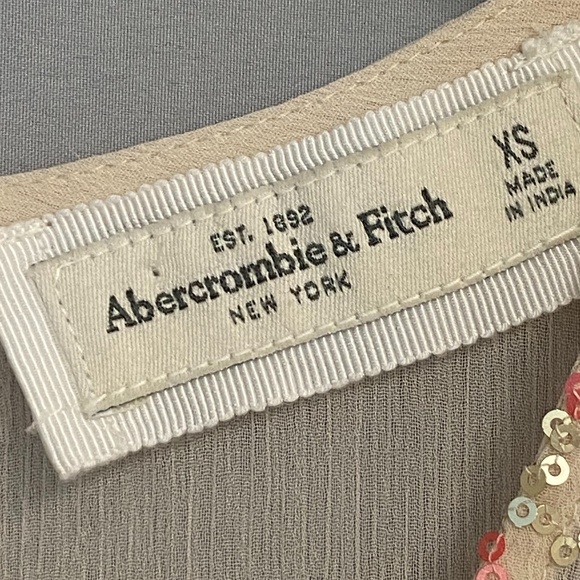 EST. 1892
Abercrombie & Fitch
NEW YORK
XS
MADE
IN INDIA